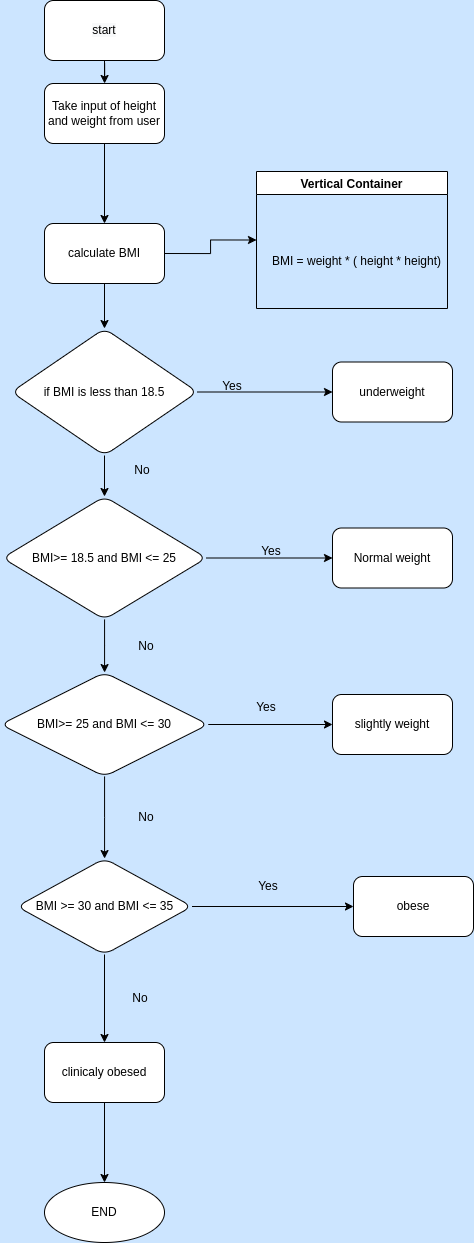 start
Take input of height
and weight from user
Vertical Container
calculate BMI
BMI = weight * ( height * height)
if BMI is less than 18.5
Yes
underweight
No
BMI>= 18.5 and BMI <= 25
Yes
Normal weight
No
BMI>= 25 and BMI <= 30
Yes
slightly weight
No
BMI >= 30 and BMI <= 35
Yes
obese
No
clinicaly obesed
END